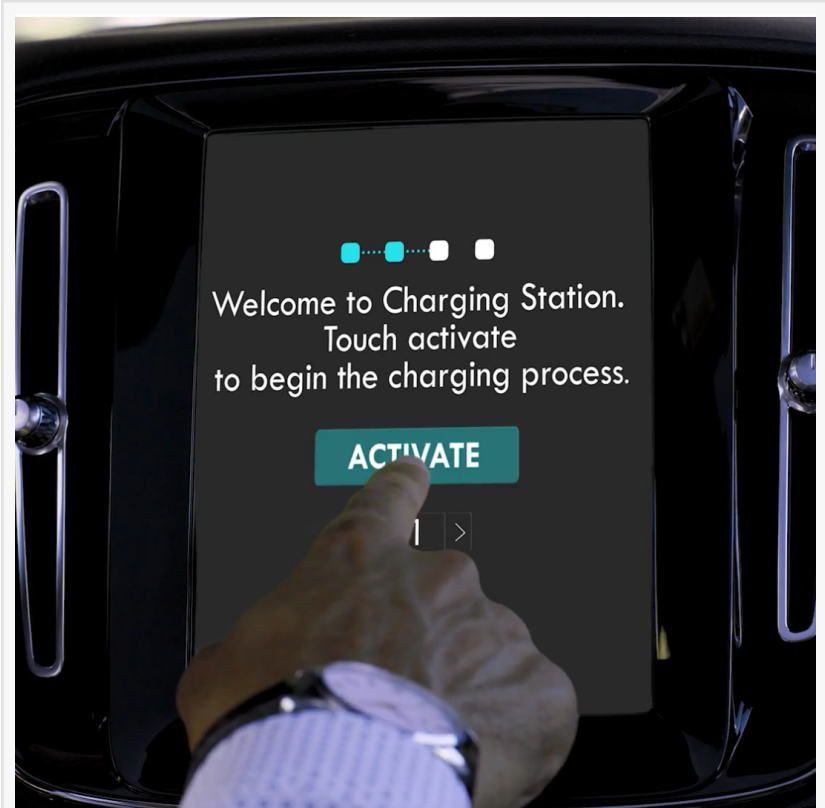 Welcome to Charging Station.
Touch activate
to begin the charging process.
ACTIVATE
1 >